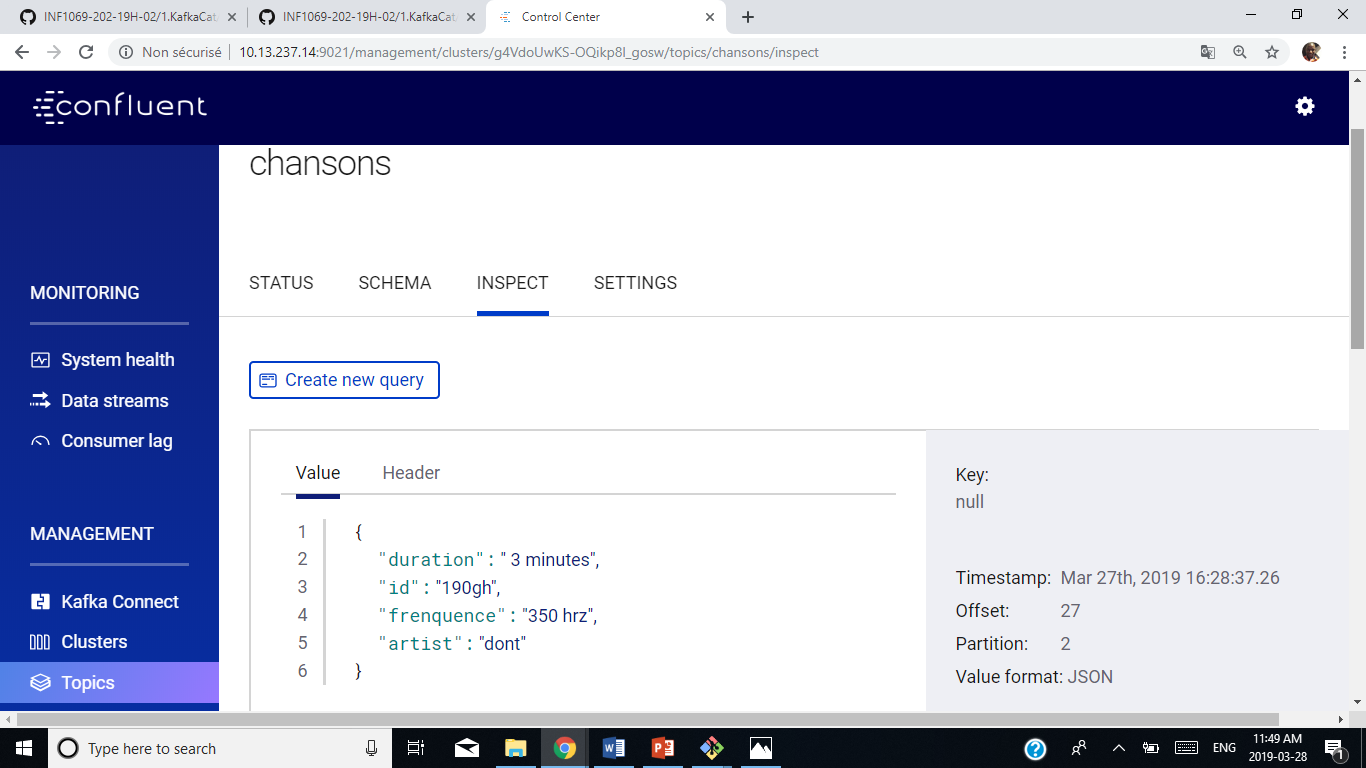 INF1069-202-19H-02/1.KafkaCat
INF1069-202-19H-02/1.KafkaCat
Control Center
Non sécurisé
10.13.237.14:9021/management/clusters/g4VdoUwKS-OQikp8I_gosw/topics/chansons/inspect
confluent
chansons
STATUS SCHEMA INSPECT SETTINGS
MONITORING
System health
Data streams
Consumer lag
MANAGEMENT
Kafka Connect
Clusters
Topics
Create new query
Value Header
1 {
2 "duration": " 3 minutes",
3 "id": "190gh",
4 "frenquence": "350 hrz",
5 "artist": "dont"
6 }
Key:
null
Timestamp: Mar 27th, 2019 16:28:37.26
Offset: 27
Partition: 2
Value format: JSON
Type here to search
ENG
11:49 AM
2019-03-28
1